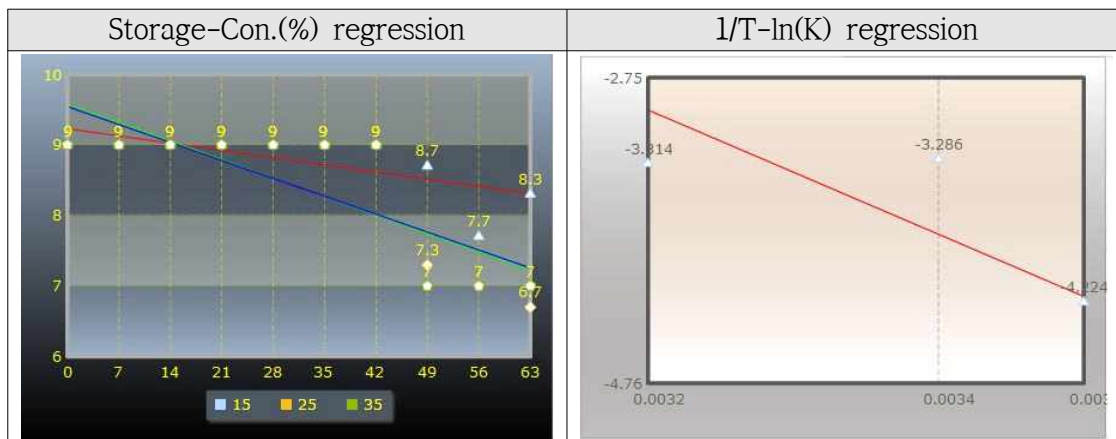 Storage-Con.(%) regression
1/T-ln(K) regression
10
9
8
7
6
9 9 9 9 9 9 9
8.7
8.3
7.7
7.3
7 7 7
6.7
0 7 14 21 28 35 42 49 56 63
15 25 35
-2.75
-3.314
-3.286
-4.224
-4.76
0.0032 0.0034